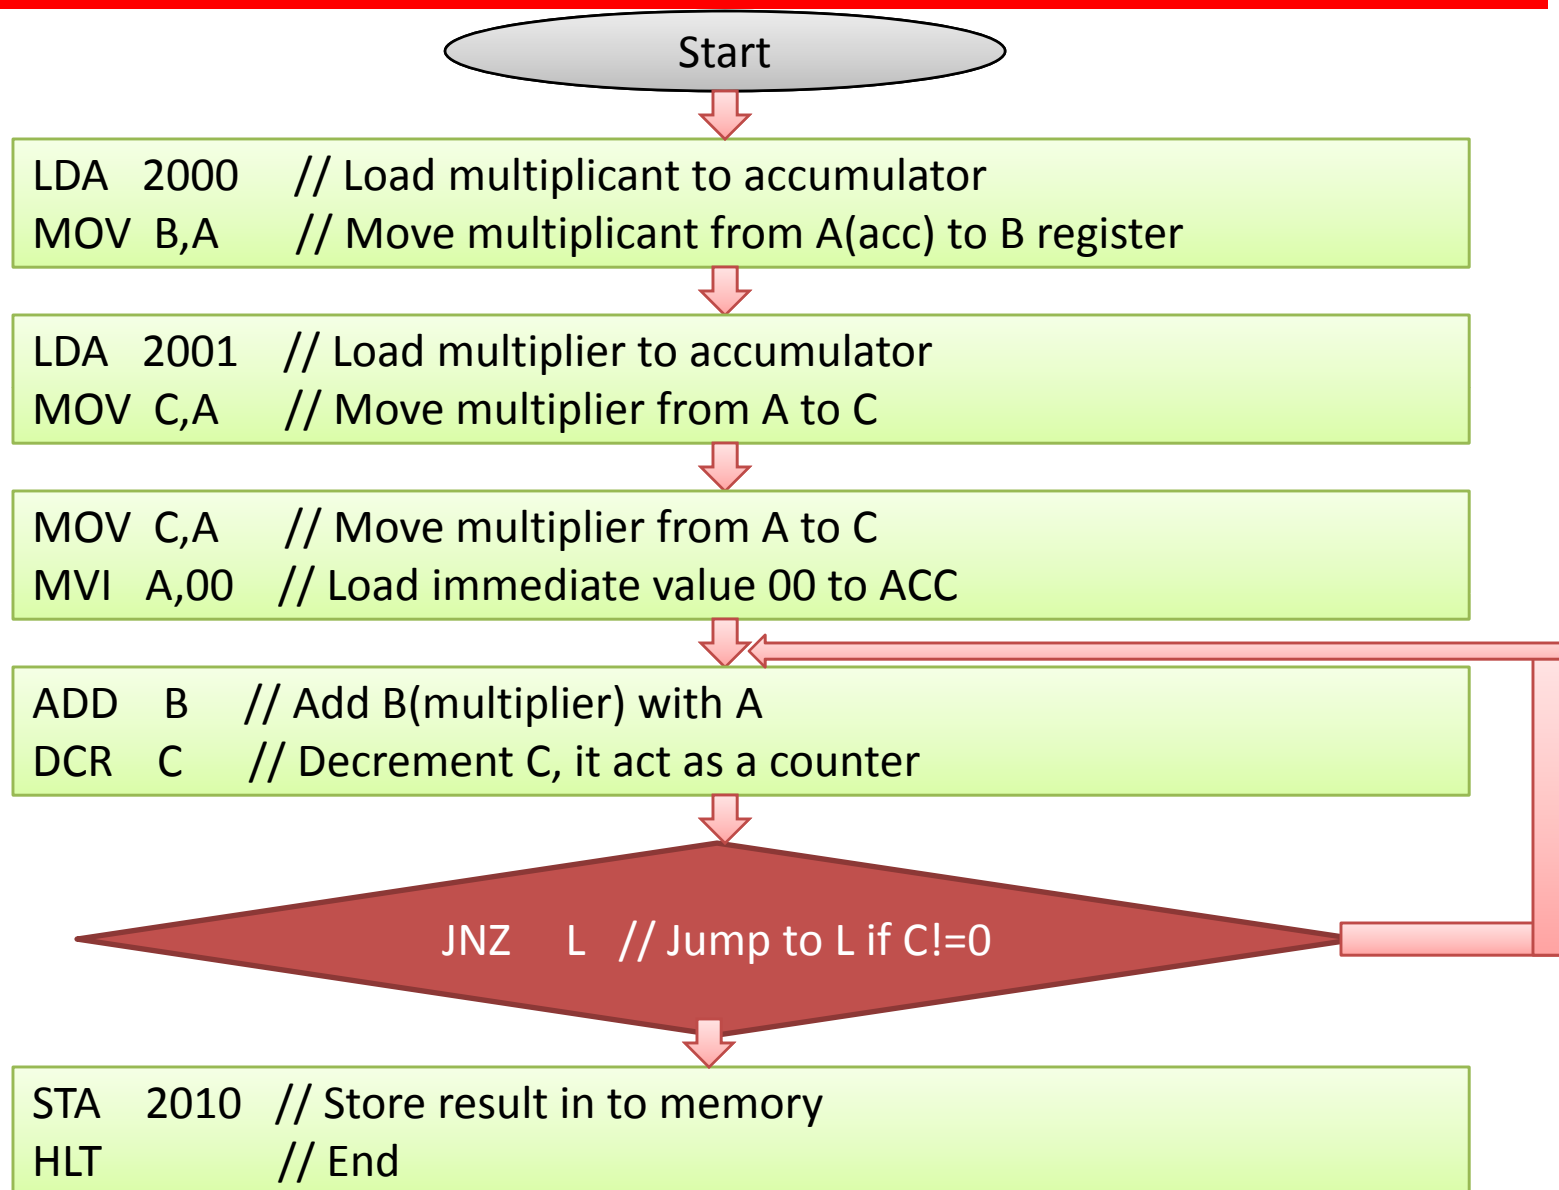 Start
LDA 2000 // Load multiplicant to accumulator
MOV B,A // Move multiplicant from A(acc) to B register
LDA 2001 // Load multiplier to accumulator
MOV C,A // Move multiplier from A to C
MOV C,A // Move multiplier from A to C
MVI A,00 // Load immediate value 00 to ACC
ADD B // Add B(multiplier) with A
DCR C // Decrement C, it act as a counter
JNZ L // Jump to L if C!=0
STA 2010 // Store result in to memory
HLT // End